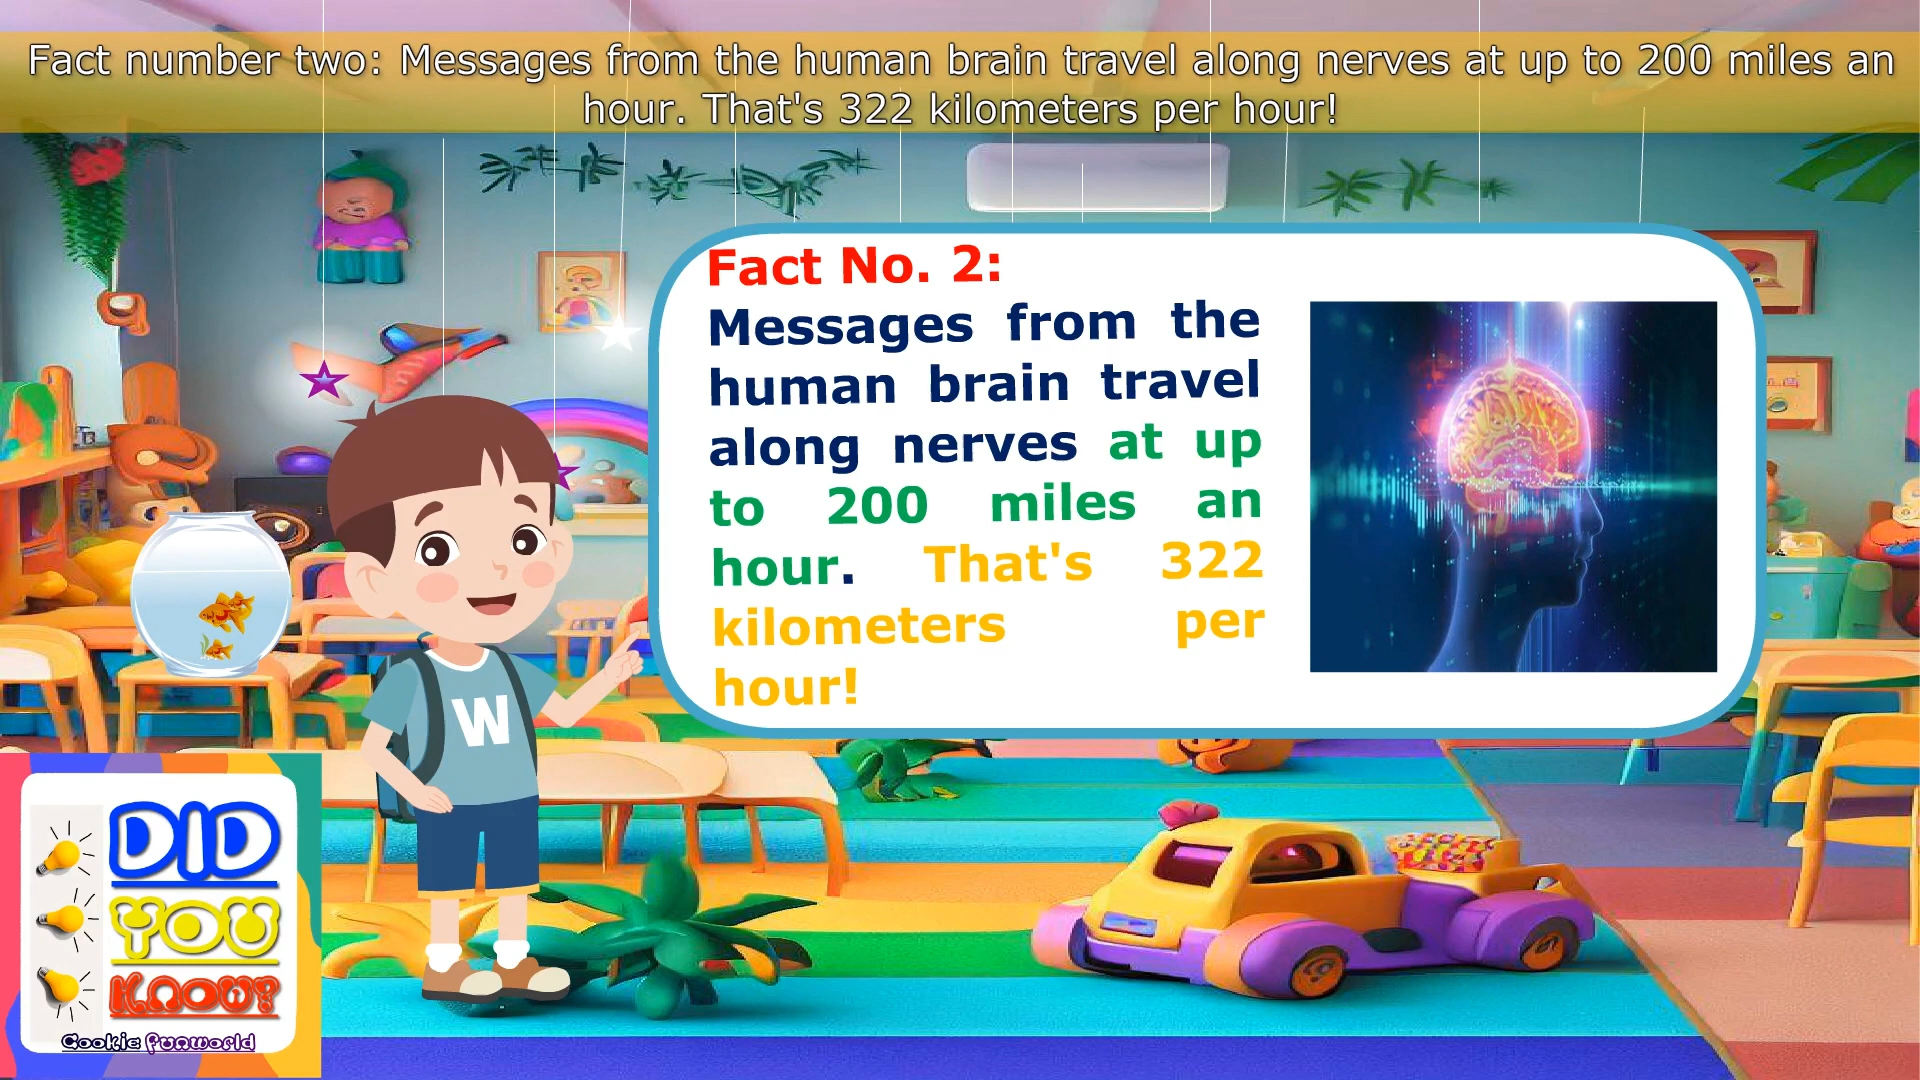 Fact number two: Messages from the human brain travel along nerves at up to 200 miles an
hour. That's 322 kilometers per hour!
Fact No. 2:
Messages from the
human brain travel
along nerves at up
to 200 miles an
hour. That's 322
kilometers per
hour!
W
DID
YOU
KNOW?
Cookie Funworld